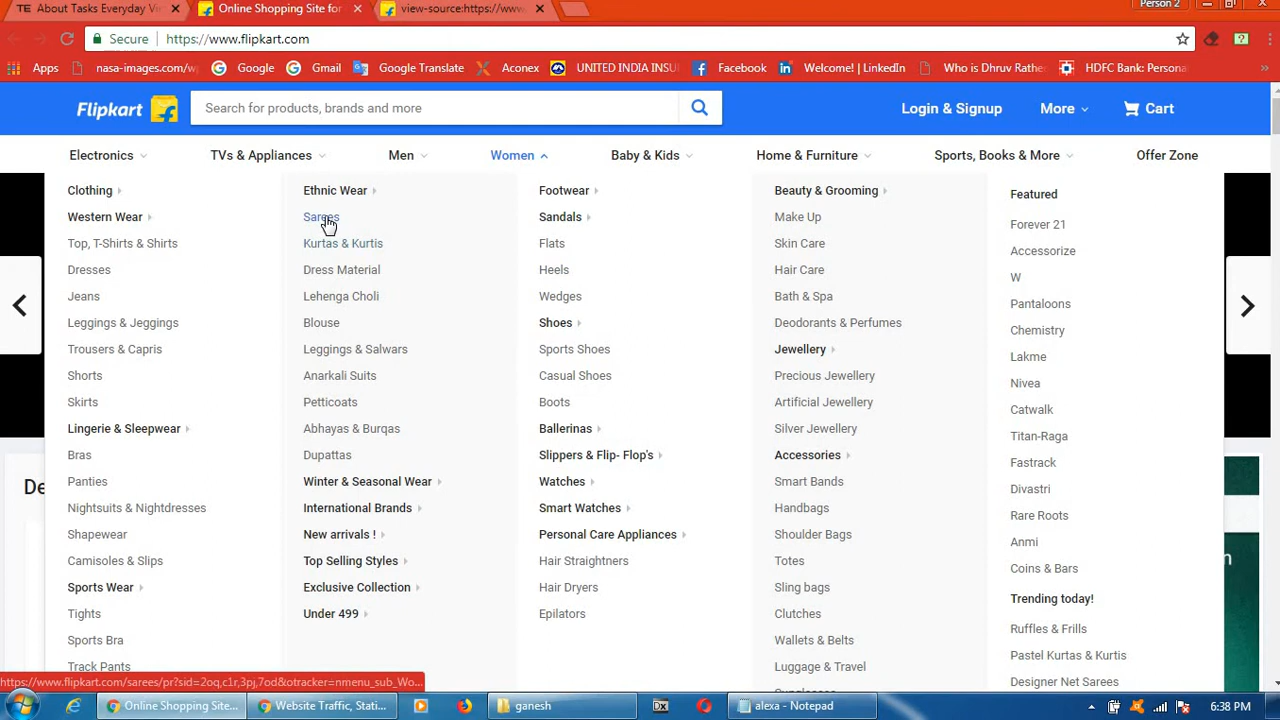 About Tasks Everyday Vi
Online Shopping Site for
view-source:https://www.
Person 2
Secure
https://www.flipkart.com
Apps
nasa-images.com/w
Google
Gmail
Google Translate
Aconex
UNITED INDIA INSU
Facebook
Welcome! | LinkedIn
Who is Dhruv Rathe
HDFC Bank: Persona
Flipkart
Search for products, brands and more
Login & Signup
More
Cart
Electronics
TVs & Appliances
Men
Women
Baby & Kids
Home & Furniture
Sports, Books & More
Offer Zone
Clothing
Western Wear
Top, T-Shirts & Shirts
Dresses
Jeans
Leggings & Jeggings
Trousers & Capris
Shorts
Skirts
Lingerie & Sleepwear
Bras
Panties
Nightsuits & Nightdresses
Shapewear
Camisoles & Slips
Sports Wear
Tights
Sports Bra
Track Pants
Ethnic Wear
Sarees
Kurtas & Kurtis
Dress Material
Lehenga Choli
Blouse
Leggings & Salwars
Anarkali Suits
Petticoats
Abhayas & Burqas
Dupattas
Winter & Seasonal Wear
International Brands
New arrivals !
Top Selling Styles
Exclusive Collection
Under 499
Footwear
Sandals
Flats
Heels
Wedges
Shoes
Sports Shoes
Casual Shoes
Boots
Ballerinas
Slippers & Flip- Flop's
Watches
Smart Watches
Personal Care Appliances
Hair Straightners
Hair Dryers
Epilators
Beauty & Grooming
Make Up
Skin Care
Hair Care
Bath & Spa
Deodorants & Perfumes
Jewellery
Precious Jewellery
Artificial Jewellery
Silver Jewellery
Accessories
Smart Bands
Handbags
Shoulder Bags
Totes
Sling bags
Clutches
Wallets & Belts
Luggage & Travel
Featured
Forever 21
Accessorize
W
Pantaloons
Chemistry
Lakme
Nivea
Catwalk
Titan-Raga
Fastrack
Divastri
Rare Roots
Anmi
Coins & Bars
Trending today!
Ruffles & Frills
Pastel Kurtas & Kurtis
Designer Net Sarees
De
n
https://www.flipkart.com/sarees/pr?sid=2oq,c1r,3pj,7od&otracker=nmenu_sub_Wo...
Online Shopping Site...
Website Traffic, Stati...
ganesh
Dx
alexa - Notepad
6:38 PM